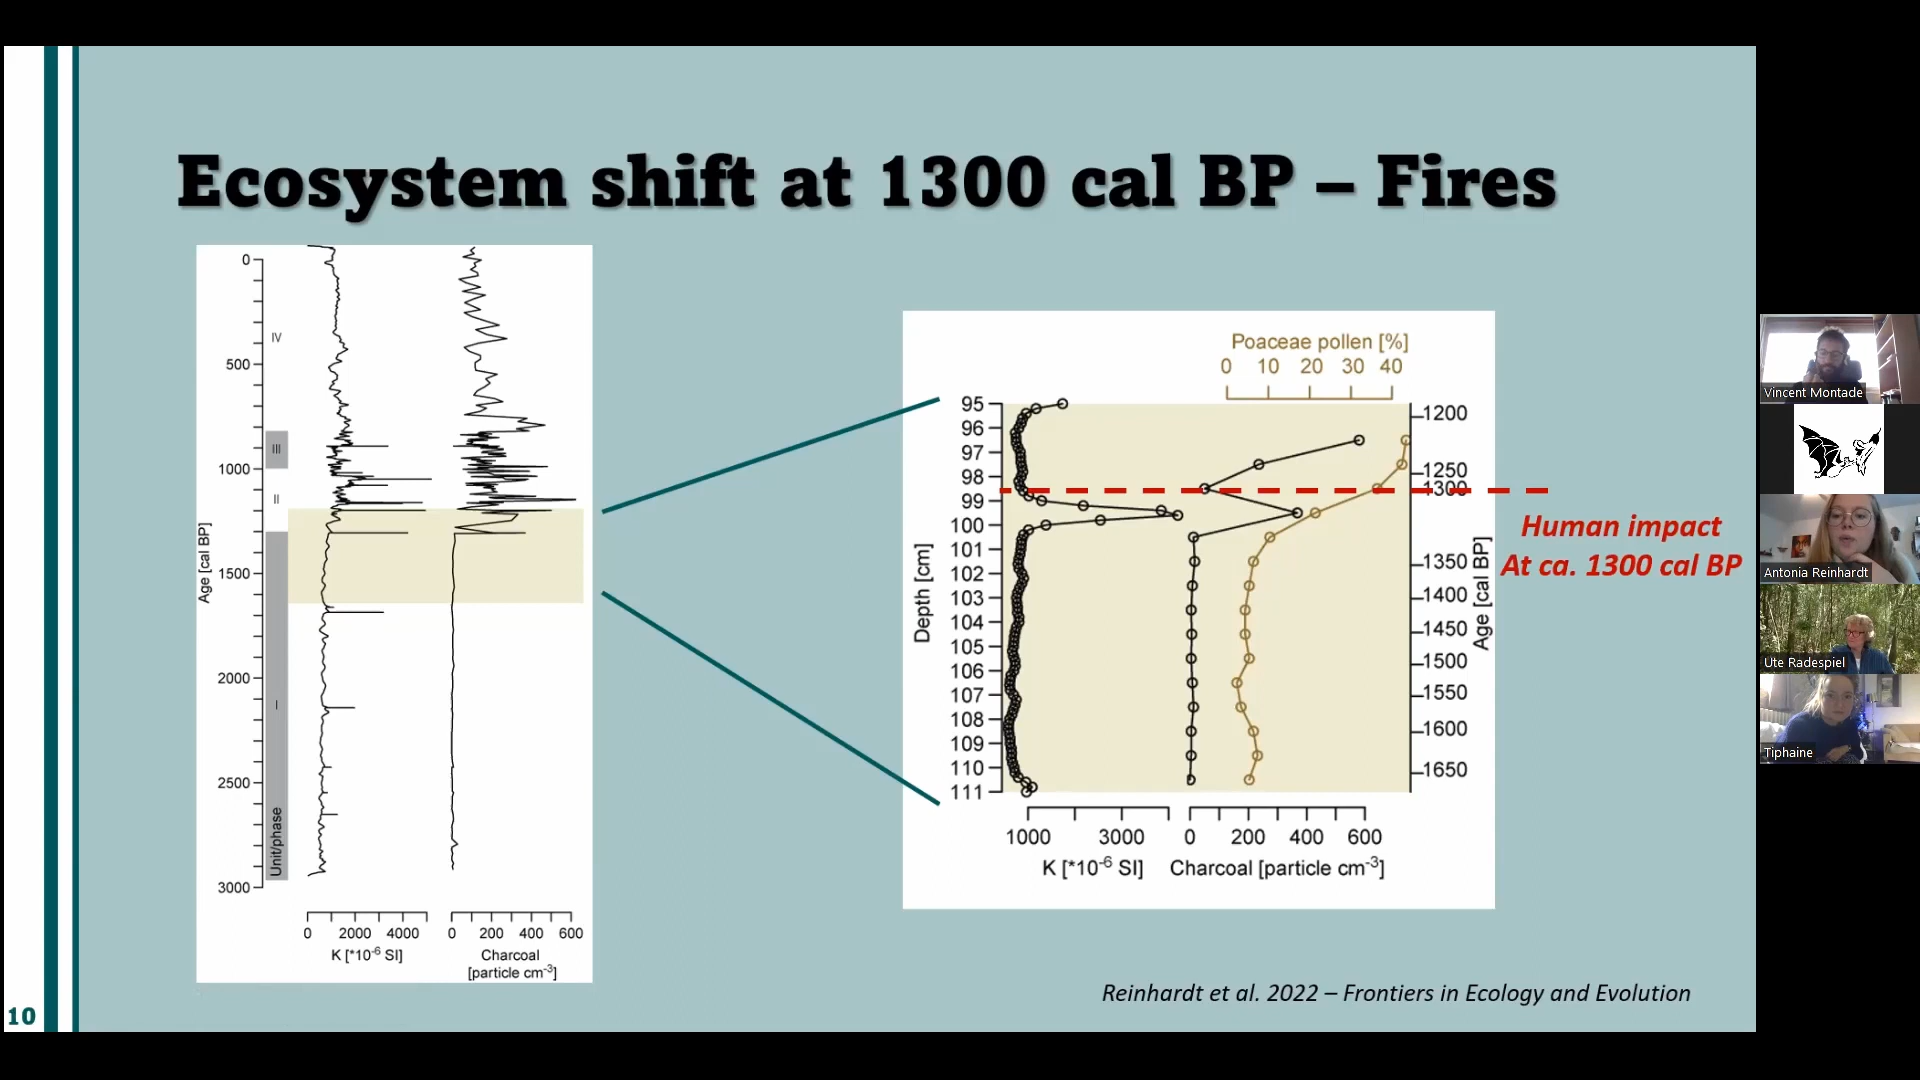 Ecosystem shift at 1300 cal BP – Fires
0
500
1000
1500
2000
2500
3000
Age [cal BP]
IV
III
II
I
Unit/phase
0 2000 4000
K [*10-6 SI]
0 200 400 600
Charcoal
[particle cm-3]
Poaceae pollen [%]
0 10 20 30 40
95
96
97
98
99
100
101
102
103
104
105
106
107
108
109
110
111
Depth [cm]
1200
1250
1300
1350
1400
1450
1500
1550
1600
1650
Age [cal BP]
1000 3000
K [*10-6 SI]
0 200 400 600
Charcoal [particle cm-3]
Human impact
At ca. 1300 cal BP
Reinhardt et al. 2022 – Frontiers in Ecology and Evolution
10
Vincent Montade
Antonia Reinhardt
Ute Radespiel
Tiphaine